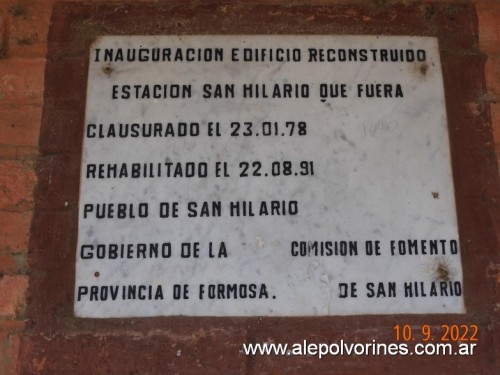 INAUGURACION EDIFICIO RECONSTRUIDO
ESTACION SAN HILARIO QUE FUERA
CLAUSURADO EL 23.01.78
REHABILITADO EL 22.08.91
PUEBLO DE SAN HILARIO
GOBIERNO DE LA COMISION DE FOMENTO
PROVINCIA DE FORMOSA. DE SAN HILARIO
10.9.2022
www.alepolvorines.com.ar